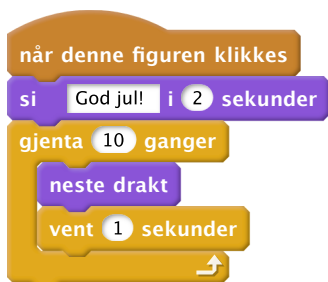 når denne figuren klikkes
si God jul! i 2 sekunder
gjenta 10 ganger
neste drakt
vent 1 sekunder